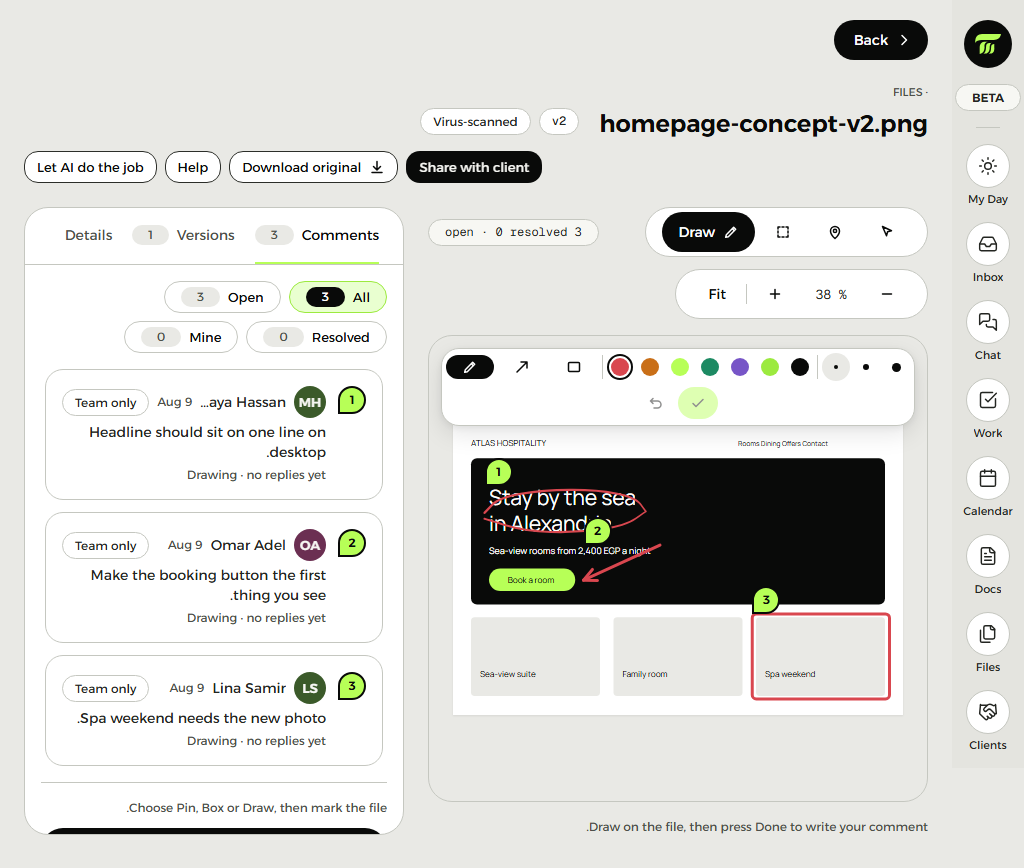 Back
BETA
FILES ·
homepage-concept-v2.png
v2
Virus-scanned
Let AI do the job
Help
Download original
Share with client
My Day
Inbox
Chat
Work
Calendar
Docs
Files
Clients
Draw
open · 0 resolved 3
Fit
+
38 %
−
ATLAS HOSPITALITY
Rooms Dining Offers Contact
1
Stay by the sea
in Alexandria
2
Sea-view rooms from 2,400 EGP a night
Book a room
3
Sea-view suite
Family room
Spa weekend
.Draw on the file, then press Done to write your comment
Comments 3
Versions 1
Details
All 3
Open 3
Resolved 0
Mine 0
1
MH
...aya Hassan
Aug 9
Team only
Headline should sit on one line on
.desktop
Drawing · no replies yet
2
OA
Omar Adel
Aug 9
Team only
Make the booking button the first
.thing you see
Drawing · no replies yet
3
LS
Lina Samir
Aug 9
Team only
.Spa weekend needs the new photo
Drawing · no replies yet
.Choose Pin, Box or Draw, then mark the file